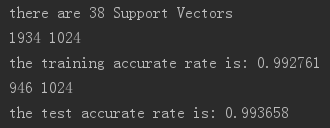 there are 38 Support Vectors
1934 1024
the training accurate rate is: 0.992761
946 1024
the test accurate rate is: 0.993658